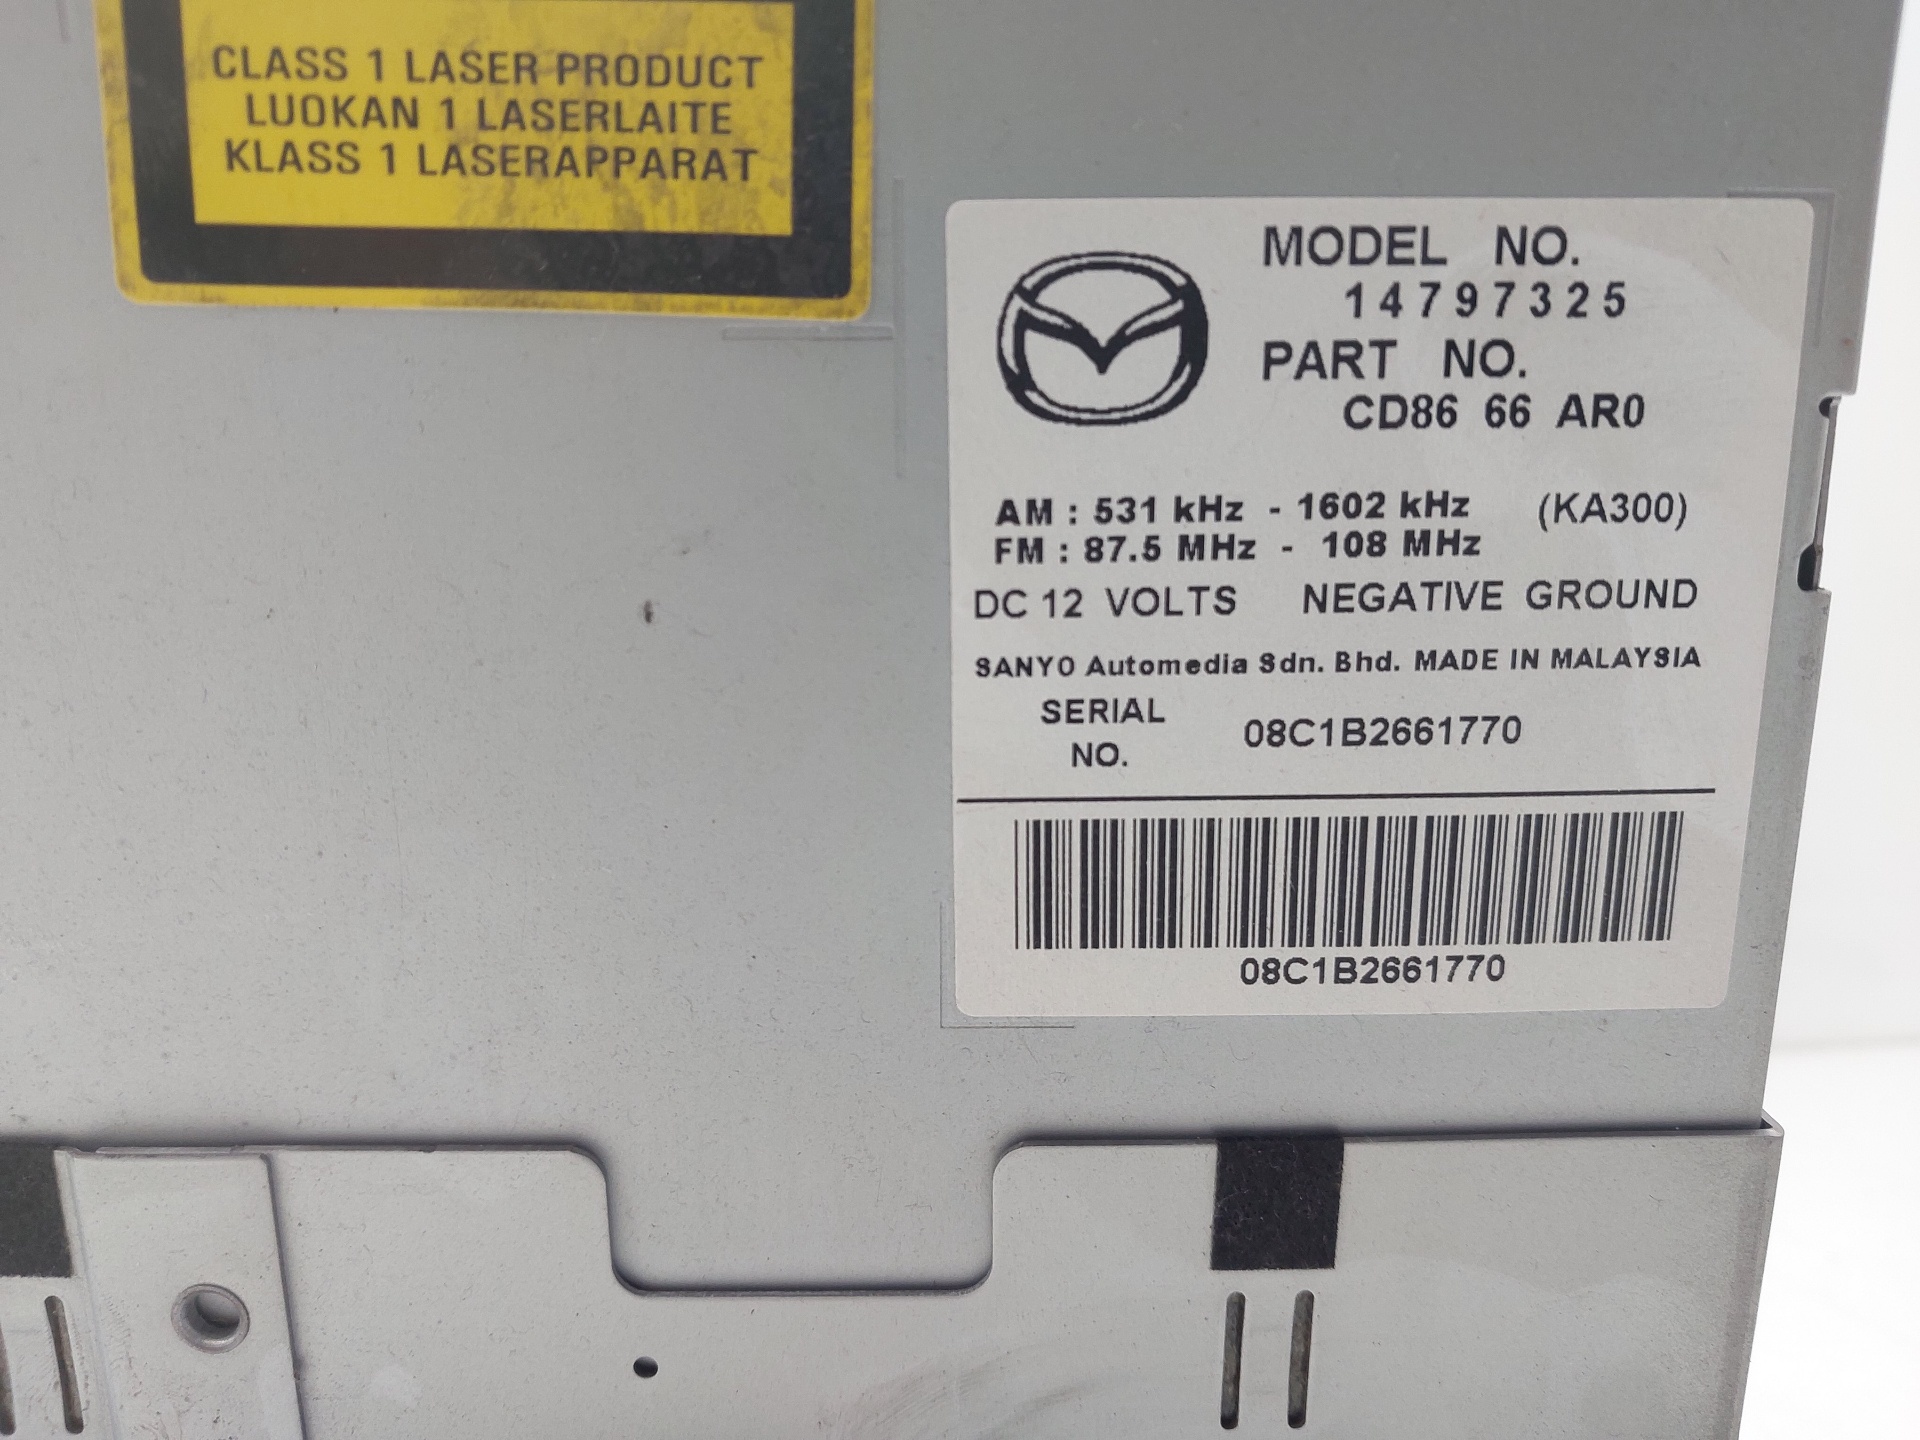 CLASS 1 LASER PRODUCT
LUOKAN 1 LASERLAITE
KLASS 1 LASERAPPARAT
MODEL NO.
14797325
PART NO.
CD86 66 AR0
AM : 531 kHz - 1602 kHz (KA300)
FM : 87.5 MHz - 108 MHz
DC 12 VOLTS NEGATIVE GROUND
SANYO Automedia Sdn. Bhd. MADE IN MALAYSIA
SERIAL NO. 08C1B2661770
08C1B2661770